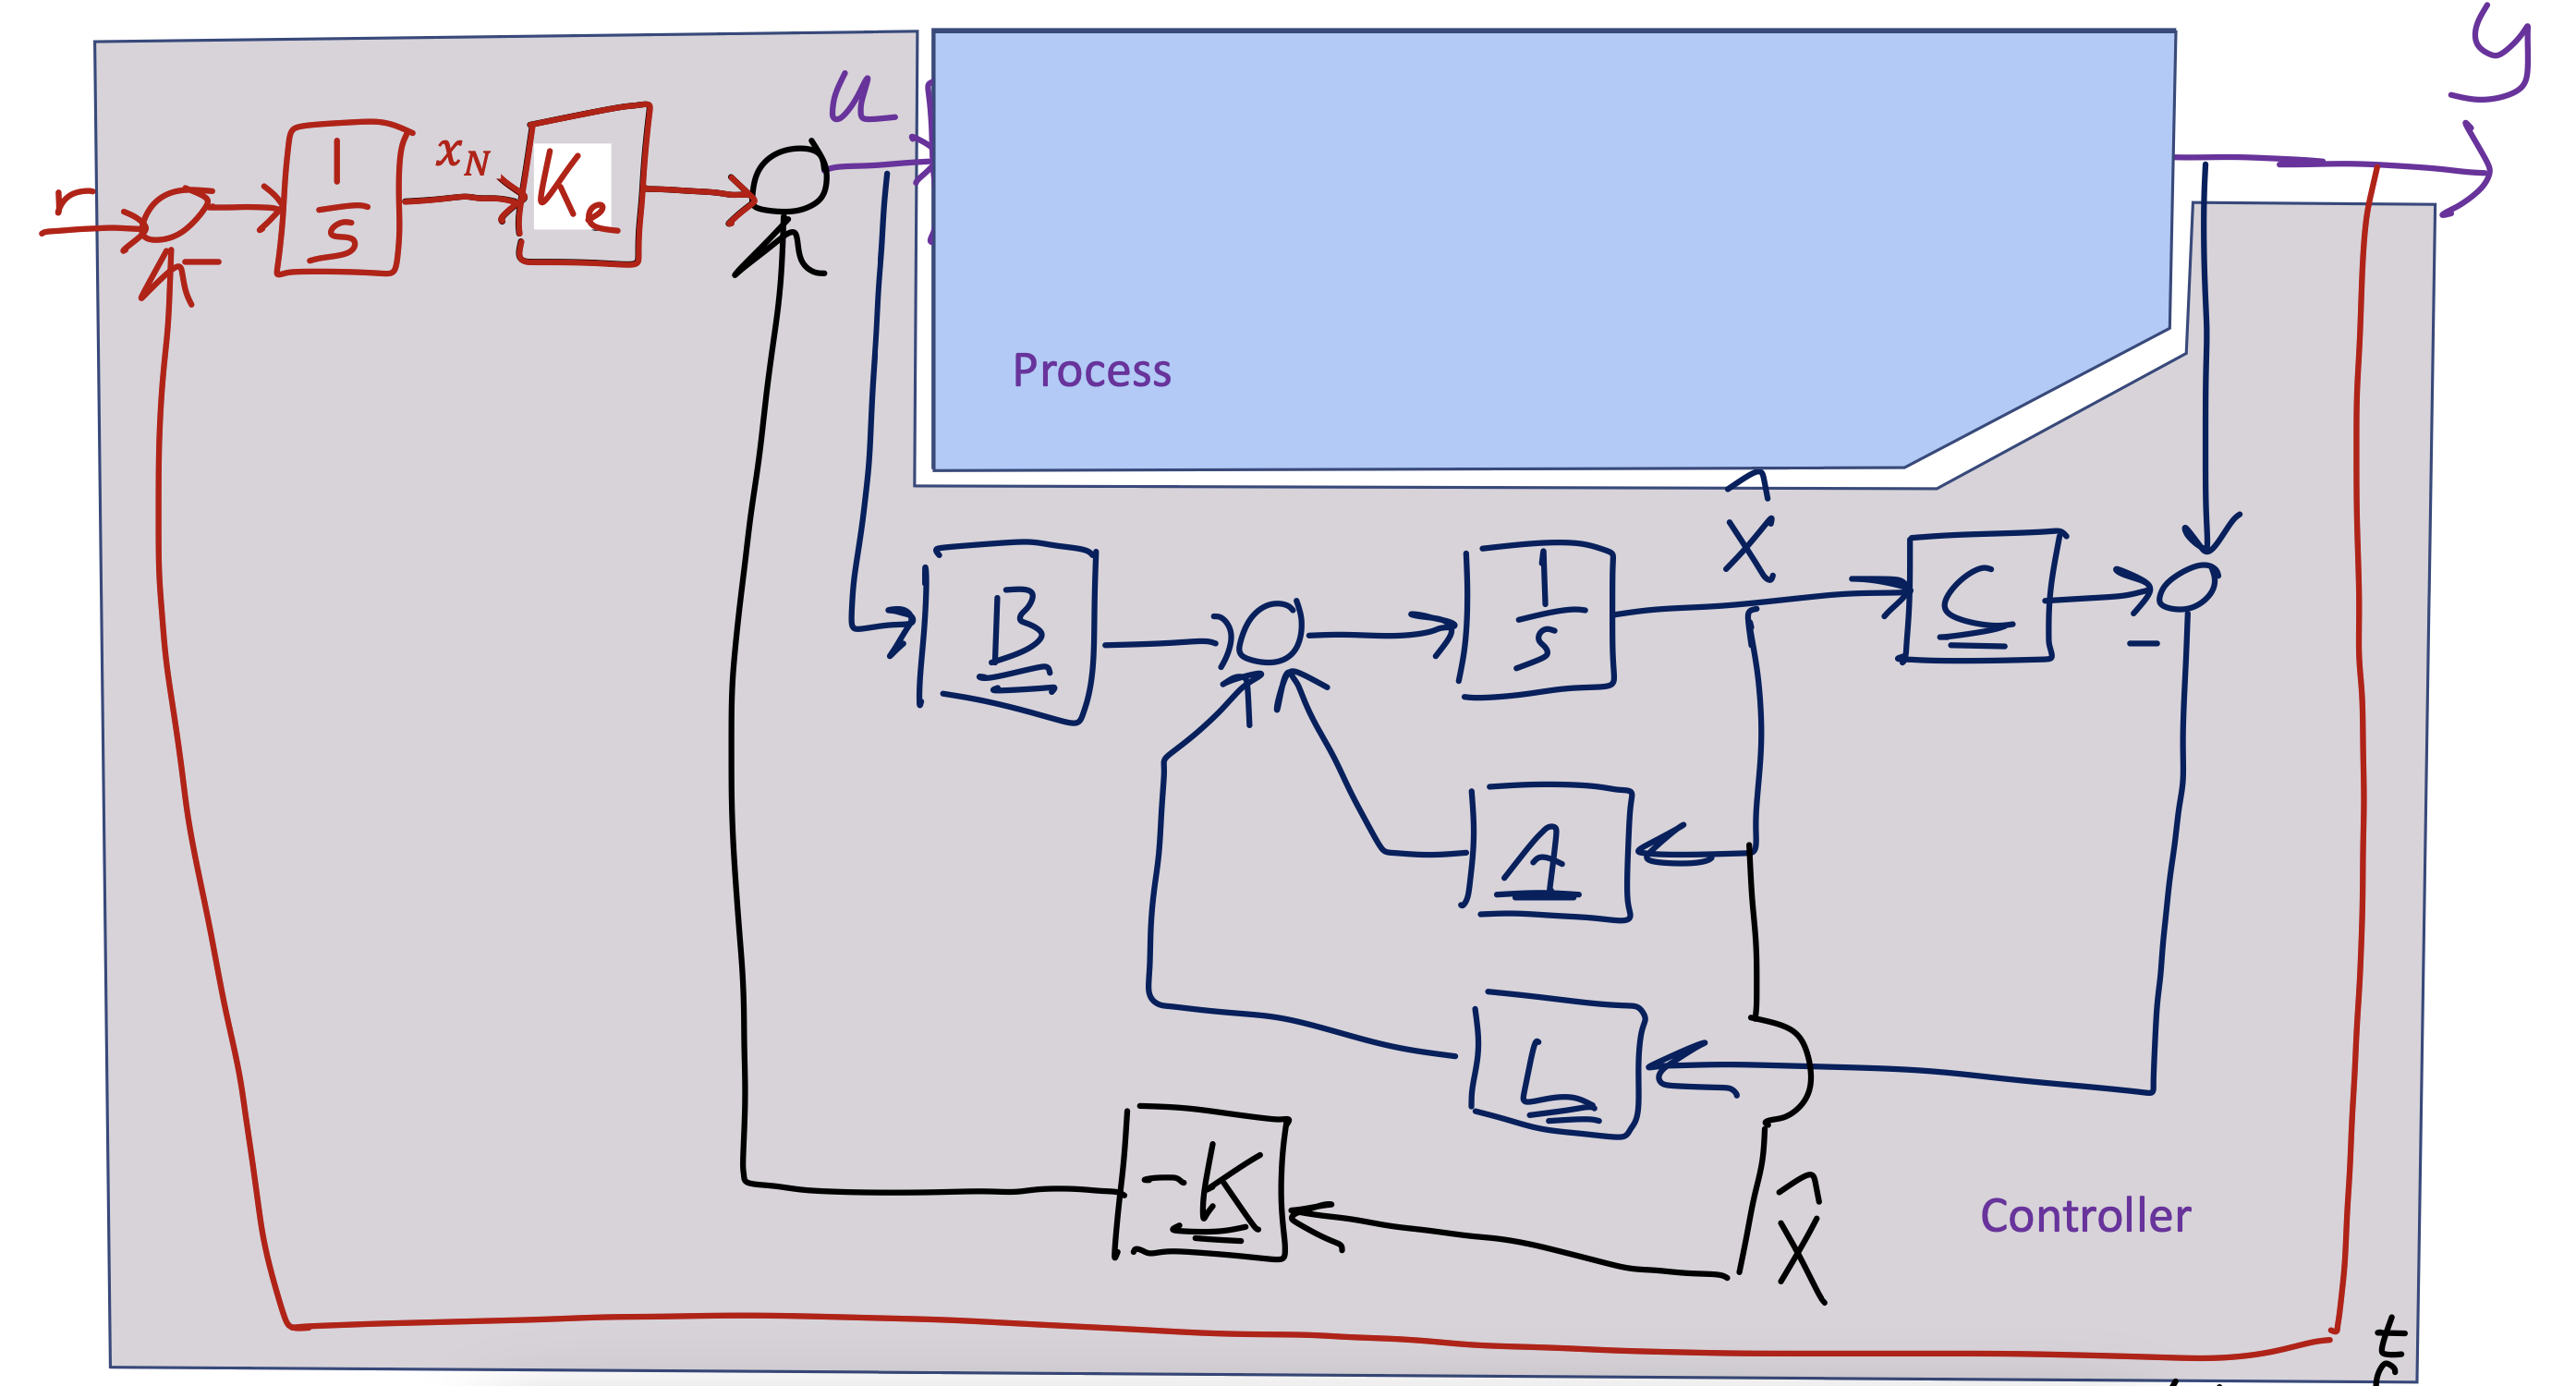 y
u
r
1
s
x_N
K_e
-
Process
x̂
B
1
s
C
-
A
L
-K
x̂
Controller
t